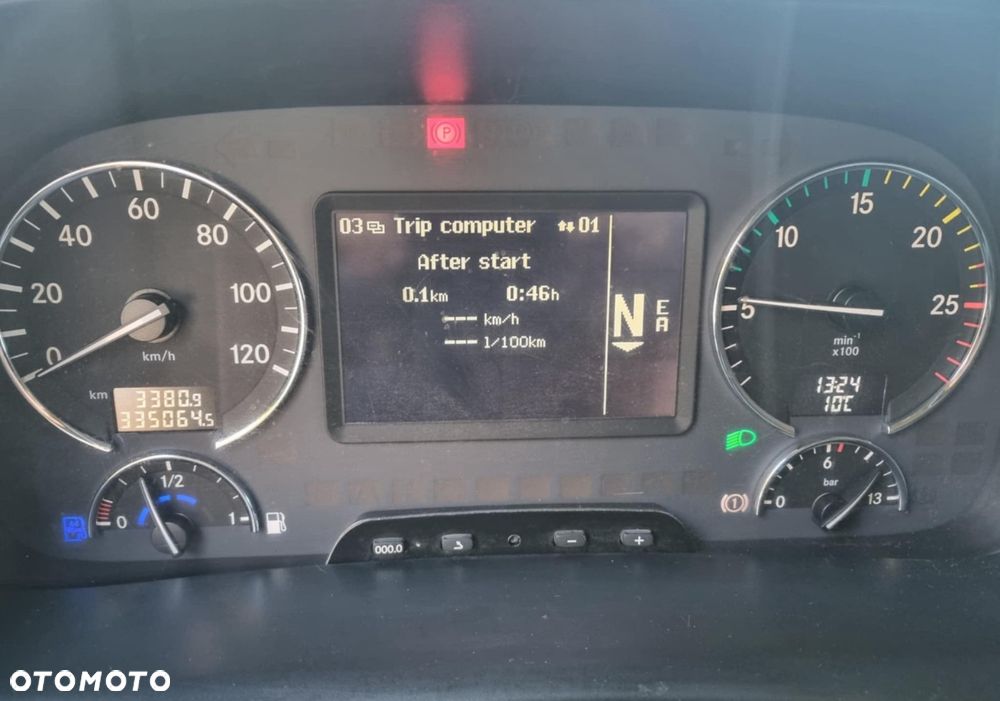 P
03 Trip computer 01
After start
0.1km 0:46h
--- km/h
--- l/100km
N E
A
0 20 40 60 80 100 120
km/h
km 3380.9
335064.5
5 10 15 20 25
min⁻¹
x100
13:24
10C
0 1/2 1
1
0 6 13
bar
000.0 − +
OTOMOTO